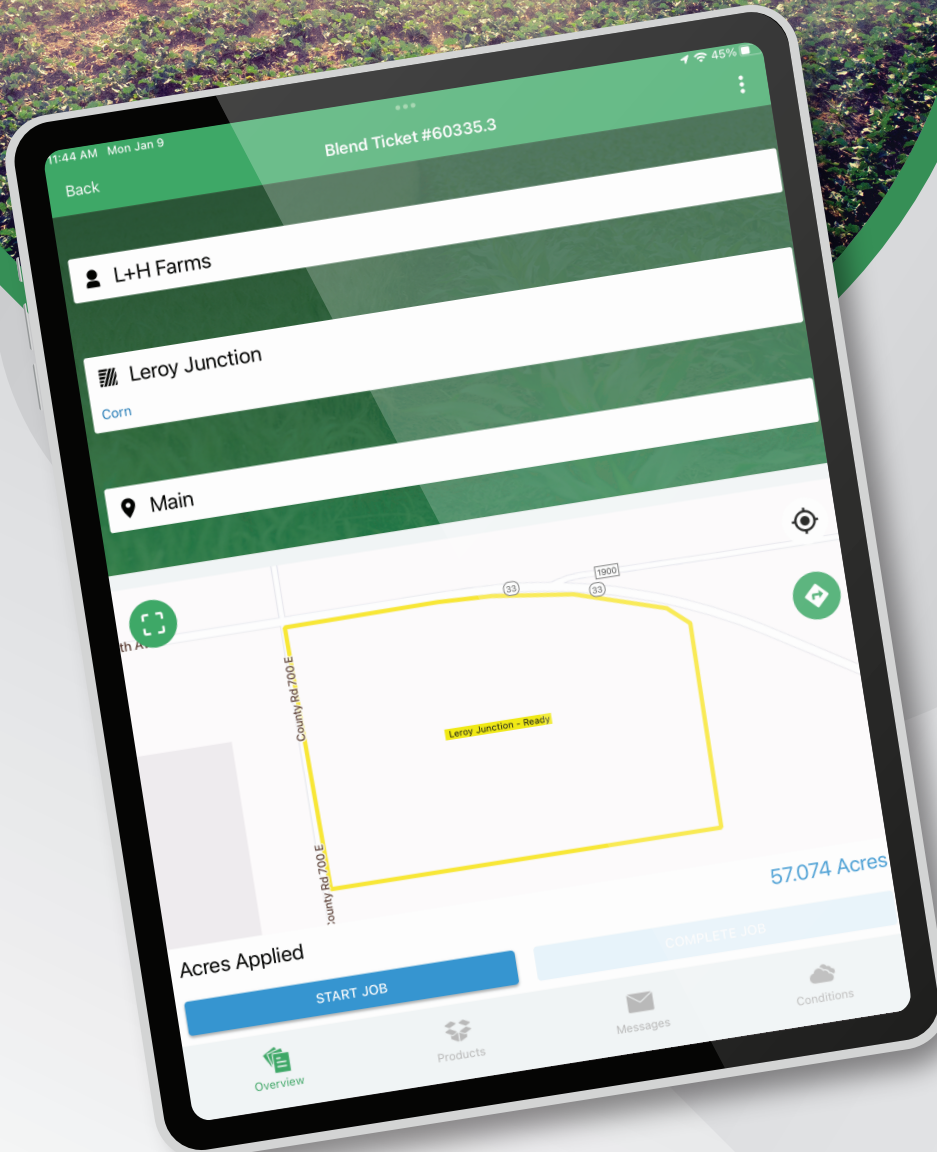 11:44 AM Mon Jan 9
45%
Back
Blend Ticket #60335.3
L+H Farms
Leroy Junction
Corn
Main
33
1900
33
th A
County Rd 700 E
Leroy Junction - Ready
County Rd 700 E
57.074 Acres
Acres Applied
START JOB
COMPLETE JOB
Overview
Products
Messages
Conditions